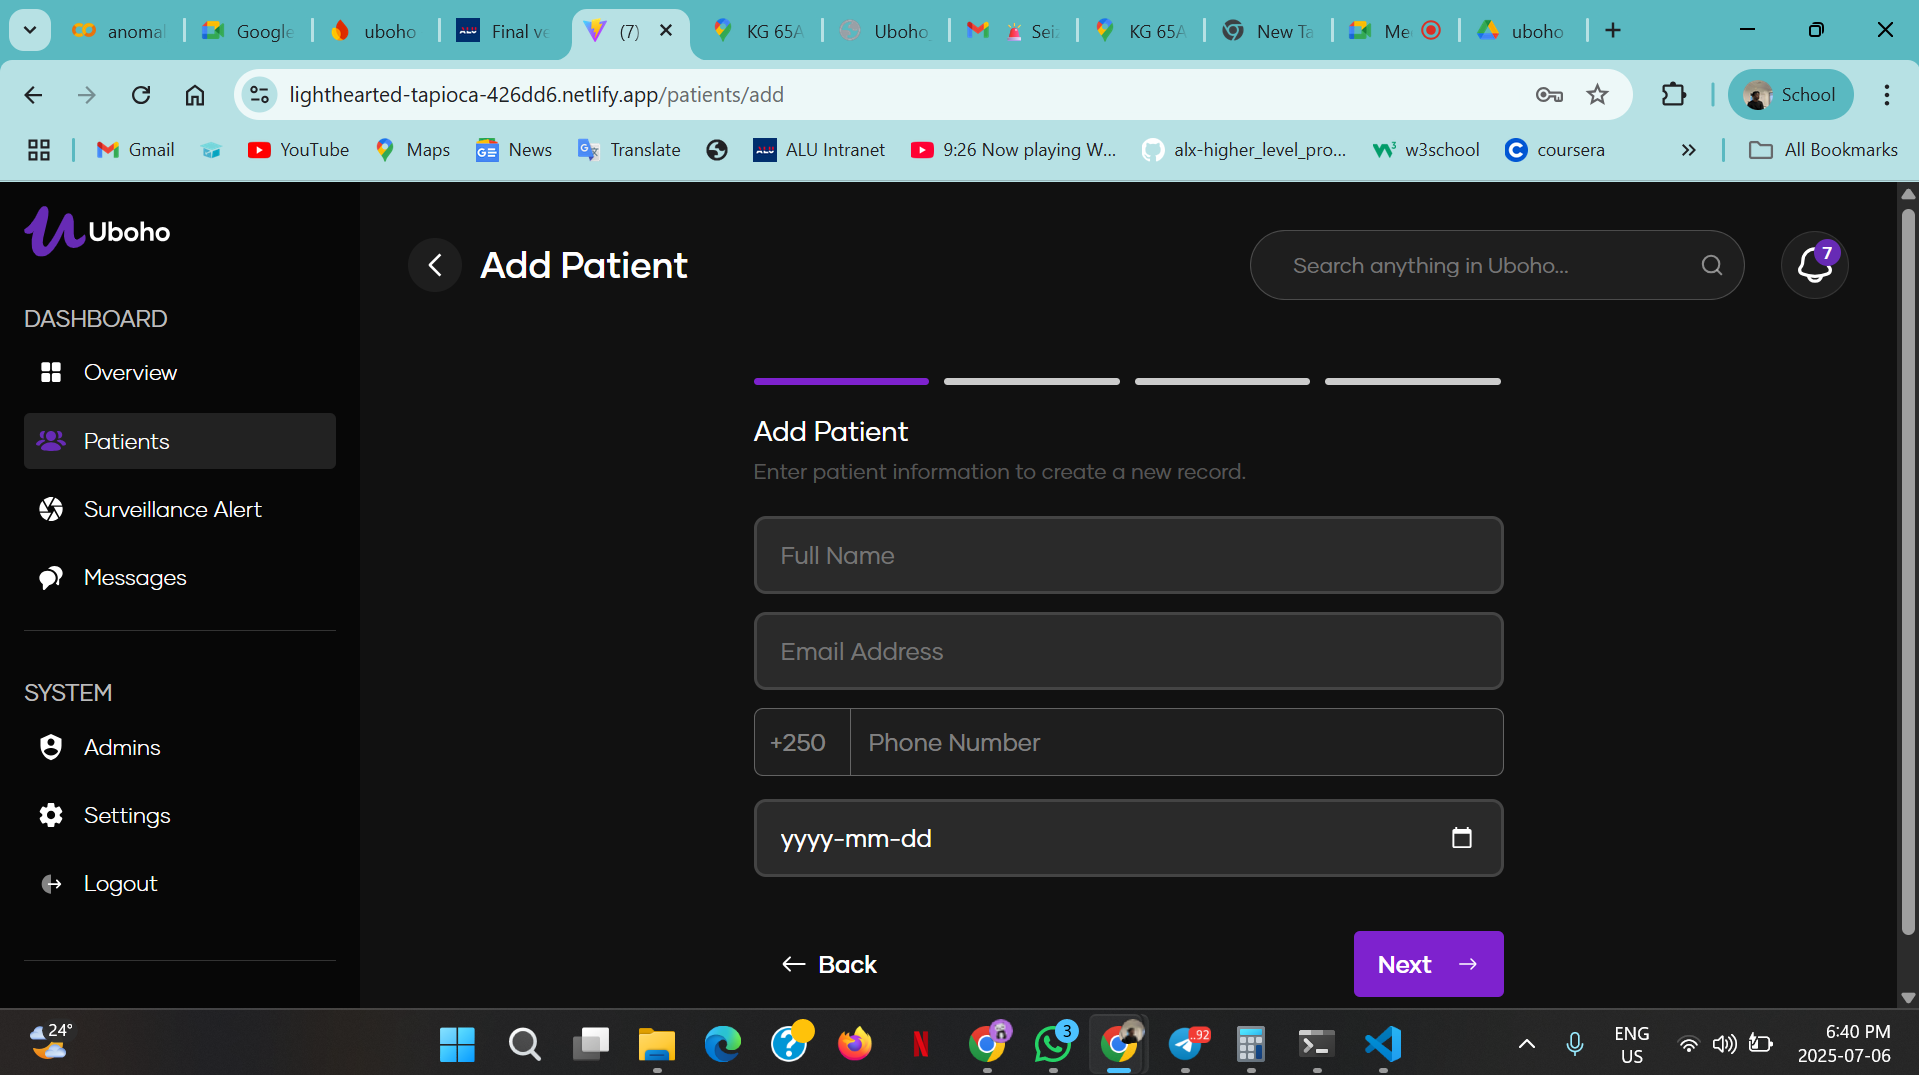 anomal
Google
uboho
Final ve
(7)
KG 65A
Uboho
Seiz
KG 65A
New Ta
Me
uboho
lighthearted-tapioca-426dd6.netlify.app/patients/add
School
Gmail
YouTube
Maps
News
Translate
ALU Intranet
9:26 Now playing W...
alx-higher_level_pro...
w3school
coursera
All Bookmarks
Uboho
Add Patient
Search anything in Uboho...
7
DASHBOARD
Overview
Patients
Surveillance Alert
Messages
SYSTEM
Admins
Settings
Logout
Add Patient
Enter patient information to create a new record.
Full Name
Email Address
+250 Phone Number
yyyy-mm-dd
Back
Next
24°
3
..92
ENG
US
6:40 PM
2025-07-06